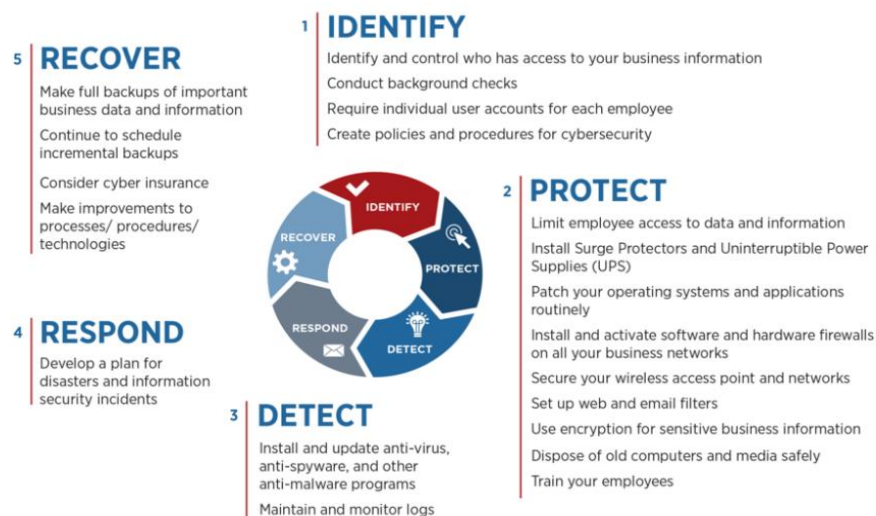 1 IDENTIFY
Identify and control who has access to your business information
Conduct background checks
Require individual user accounts for each employee
Create policies and procedures for cybersecurity
2 PROTECT
Limit employee access to data and information
Install Surge Protectors and Uninterruptible Power
Supplies (UPS)
Patch your operating systems and applications
routinely
Install and activate software and hardware firewalls
on all your business networks
Secure your wireless access point and networks
Set up web and email filters
Use encryption for sensitive business information
Dispose of old computers and media safely
Train your employees
3 DETECT
Install and update anti-virus,
anti-spyware, and other
anti-malware programs
Maintain and monitor logs
4 RESPOND
Develop a plan for
disasters and information
security incidents
5 RECOVER
Make full backups of important
business data and information
Continue to schedule
incremental backups
Consider cyber insurance
Make improvements to
processes/ procedures/
technologies
IDENTIFY
PROTECT
DETECT
RESPOND
RECOVER